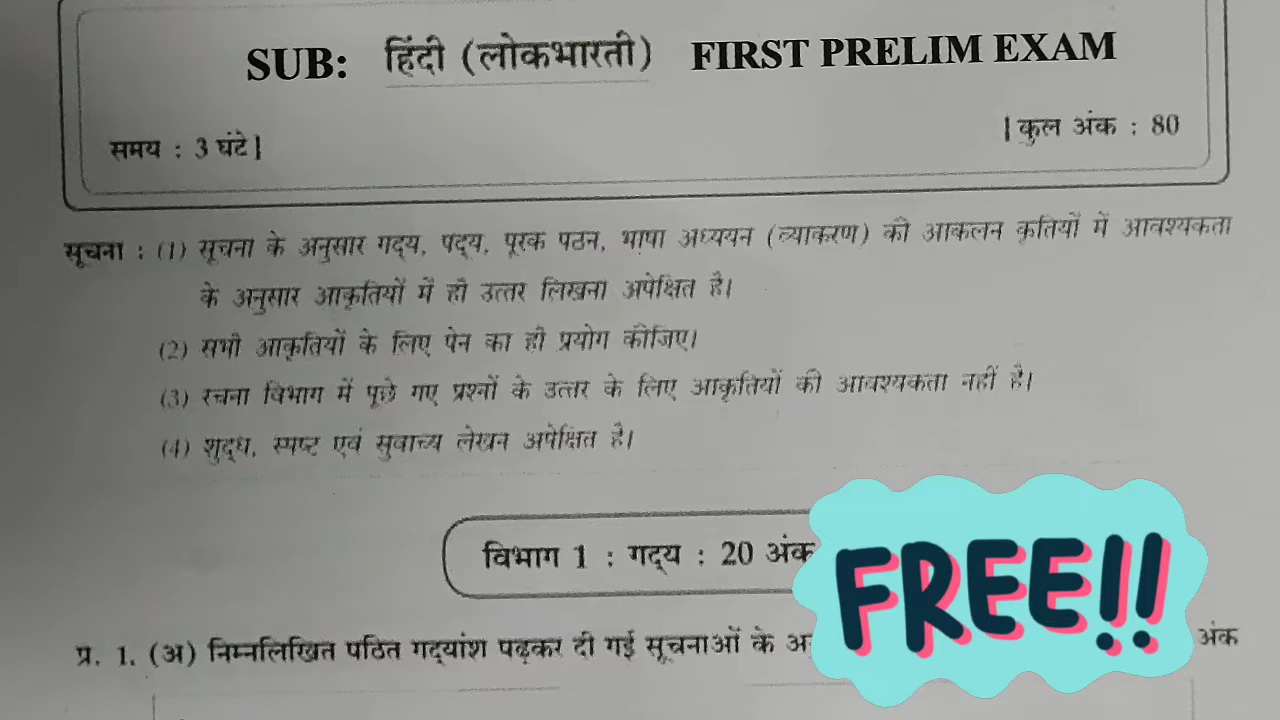 SUB: हिंदी (लोकभारती) FIRST PRELIM EXAM
समय : 3 घंटे| |कुल अंक : 80
सूचना : (1) सूचना के अनुसार गद्‍य, पद्‍य, पूरक पठन, भाषा अध्ययन (व्याकरण) की आकलन कृतियों में आवश्यकता
के अनुसार आकृतियों में ही उत्तर लिखना अपेक्षित है।
(2) सभी आकृतियों के लिए पेन का ही प्रयोग कीजिए।
(3) रचना विभाग में पूछे गए प्रश्नों के उत्तर के लिए आकृतियों की आवश्यकता नहीं है।
(4) शुद्‍ध, स्पष्ट एवं सुवाच्य लेखन अपेक्षित है।
विभाग 1 : गद्‍य : 20 अंक
FREE!!
प्र. 1. (अ) निम्नलिखित पठित गद्‍यांश पढ़कर दी गई सूचनाओं के अंक